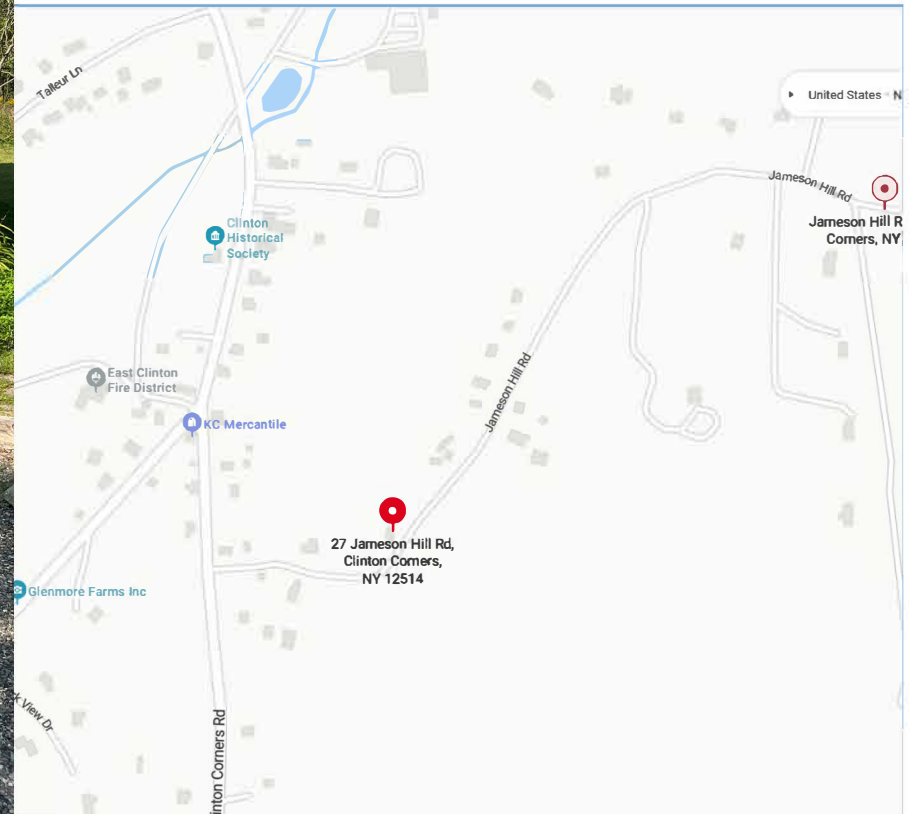 Talleur Ln
United States N
Jameson Hill Rd
Jameson Hill R
Corners, NY
Clinton
Historical
Society
East Clinton
Fire District
KC Mercantile
Jameson Hill Rd
27 Jameson Hill Rd,
Clinton Corners,
NY 12514
Glenmore Farms Inc
k View Dr
inton Corners Rd